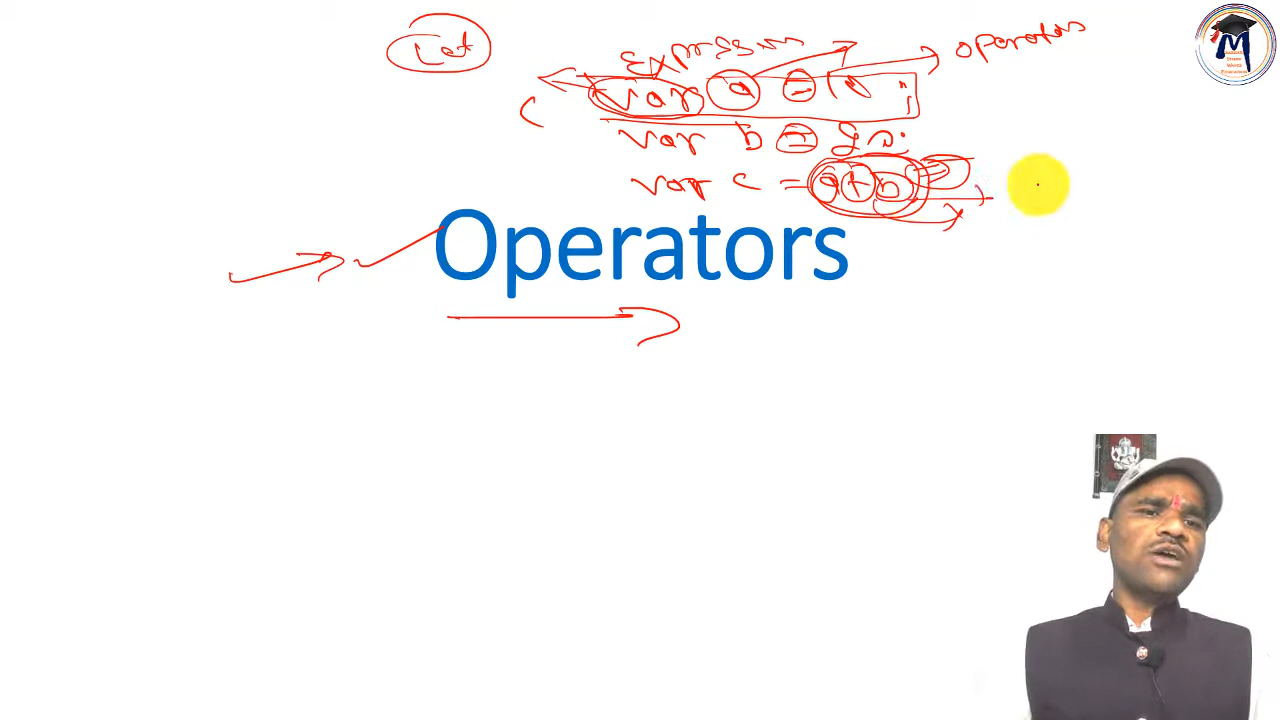 Let
Expression
operators
var a = 10;
C
var b = 20;
var c = a+b
Operators
M